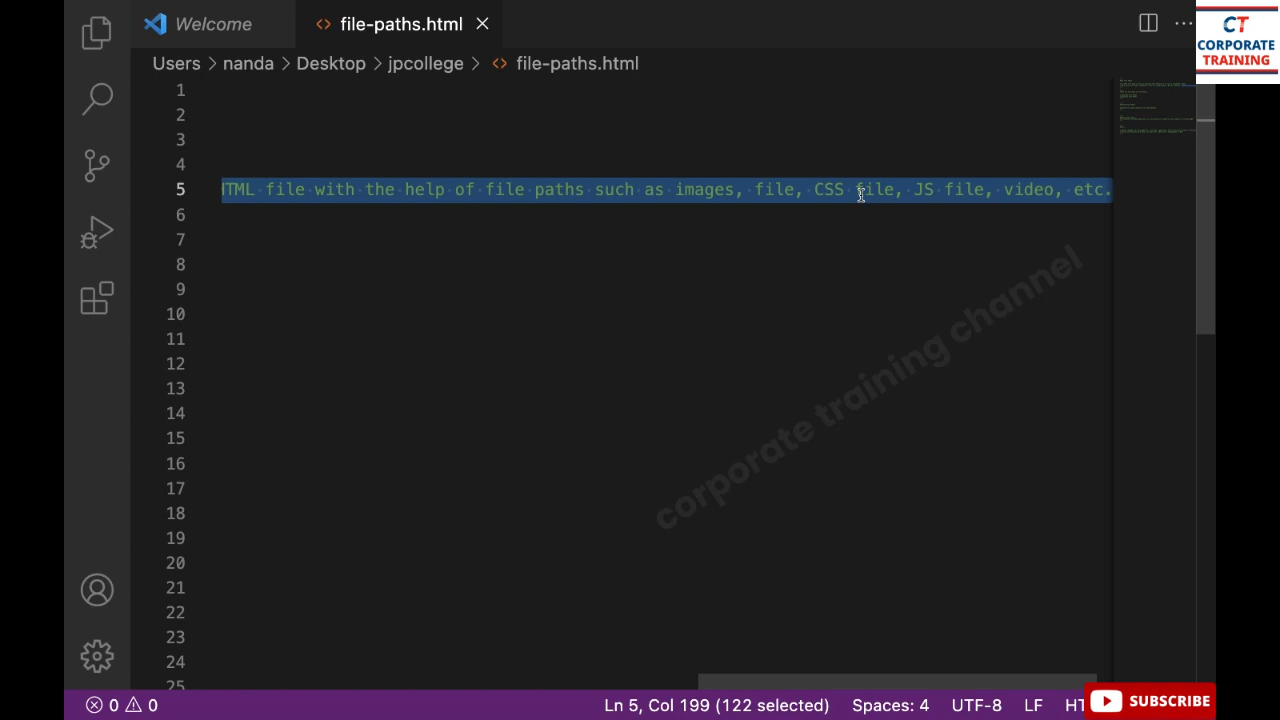 Welcome
file-paths.html
CT
CORPORATE
TRAINING
Users > nanda > Desktop > jpcollege > file-paths.html
1
2
3
4
5 HTML file with the help of file paths such as images, file, CSS file, JS file, video, etc.
6
7
8
9
10
11
12
13
14
15
16
17
18
19
20
21
22
23
24
25
corporate training channel
0 0
Ln 5, Col 199 (122 selected)
Spaces: 4
UTF-8
LF
HT
SUBSCRIBE